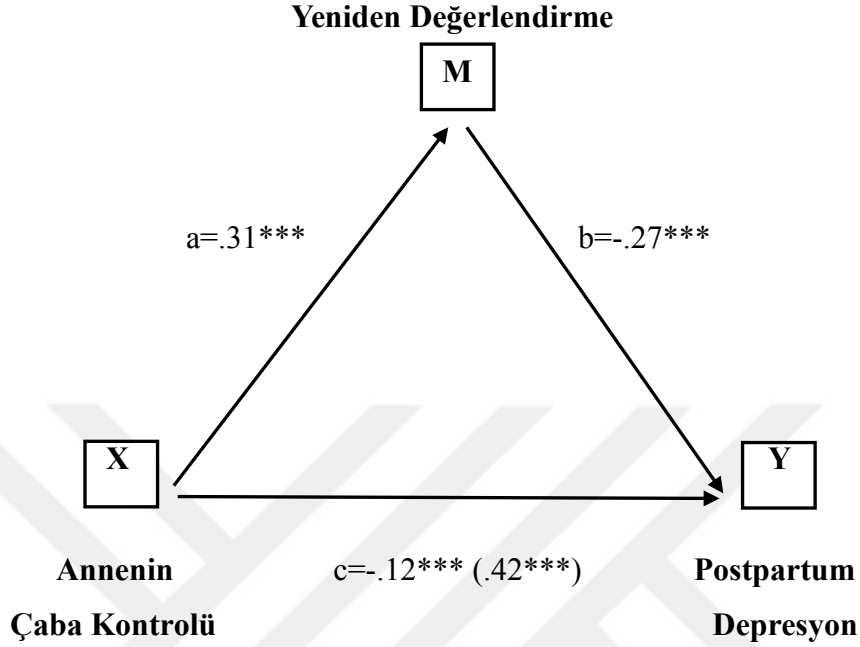 Yeniden Değerlendirme
M
a=.31***
b=-.27***
X
Y
c=-.12*** (.42***)
Annenin
Çaba Kontrolü
Postpartum
Depresyon